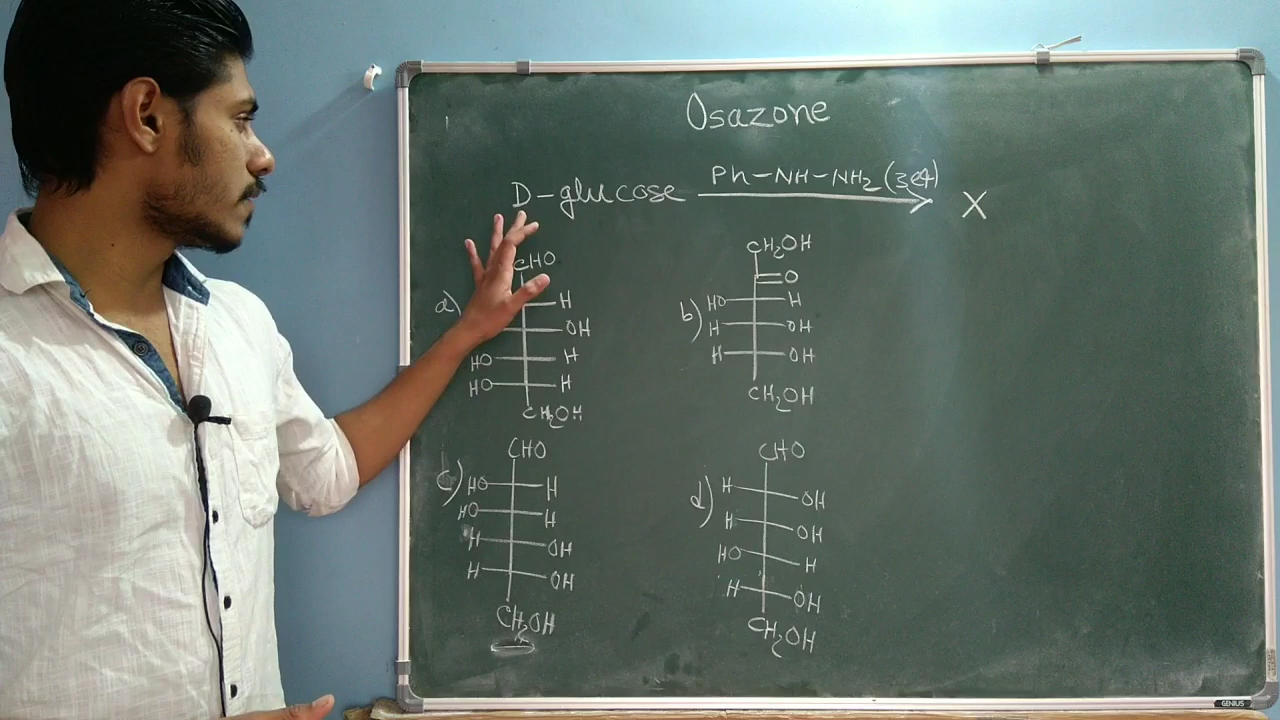 Osazone
D-glucose Ph-NH-NH2 (3eq) X
a)
CHO
H
OH
HO H
HO H
CH2OH
b)
CH2OH
O
HO H
H OH
H OH
CH2OH
c)
CHO
HO H
HO H
H OH
H OH
CH2OH
d)
CHO
H OH
H OH
HO H
H OH
CH2OH
GENIUS